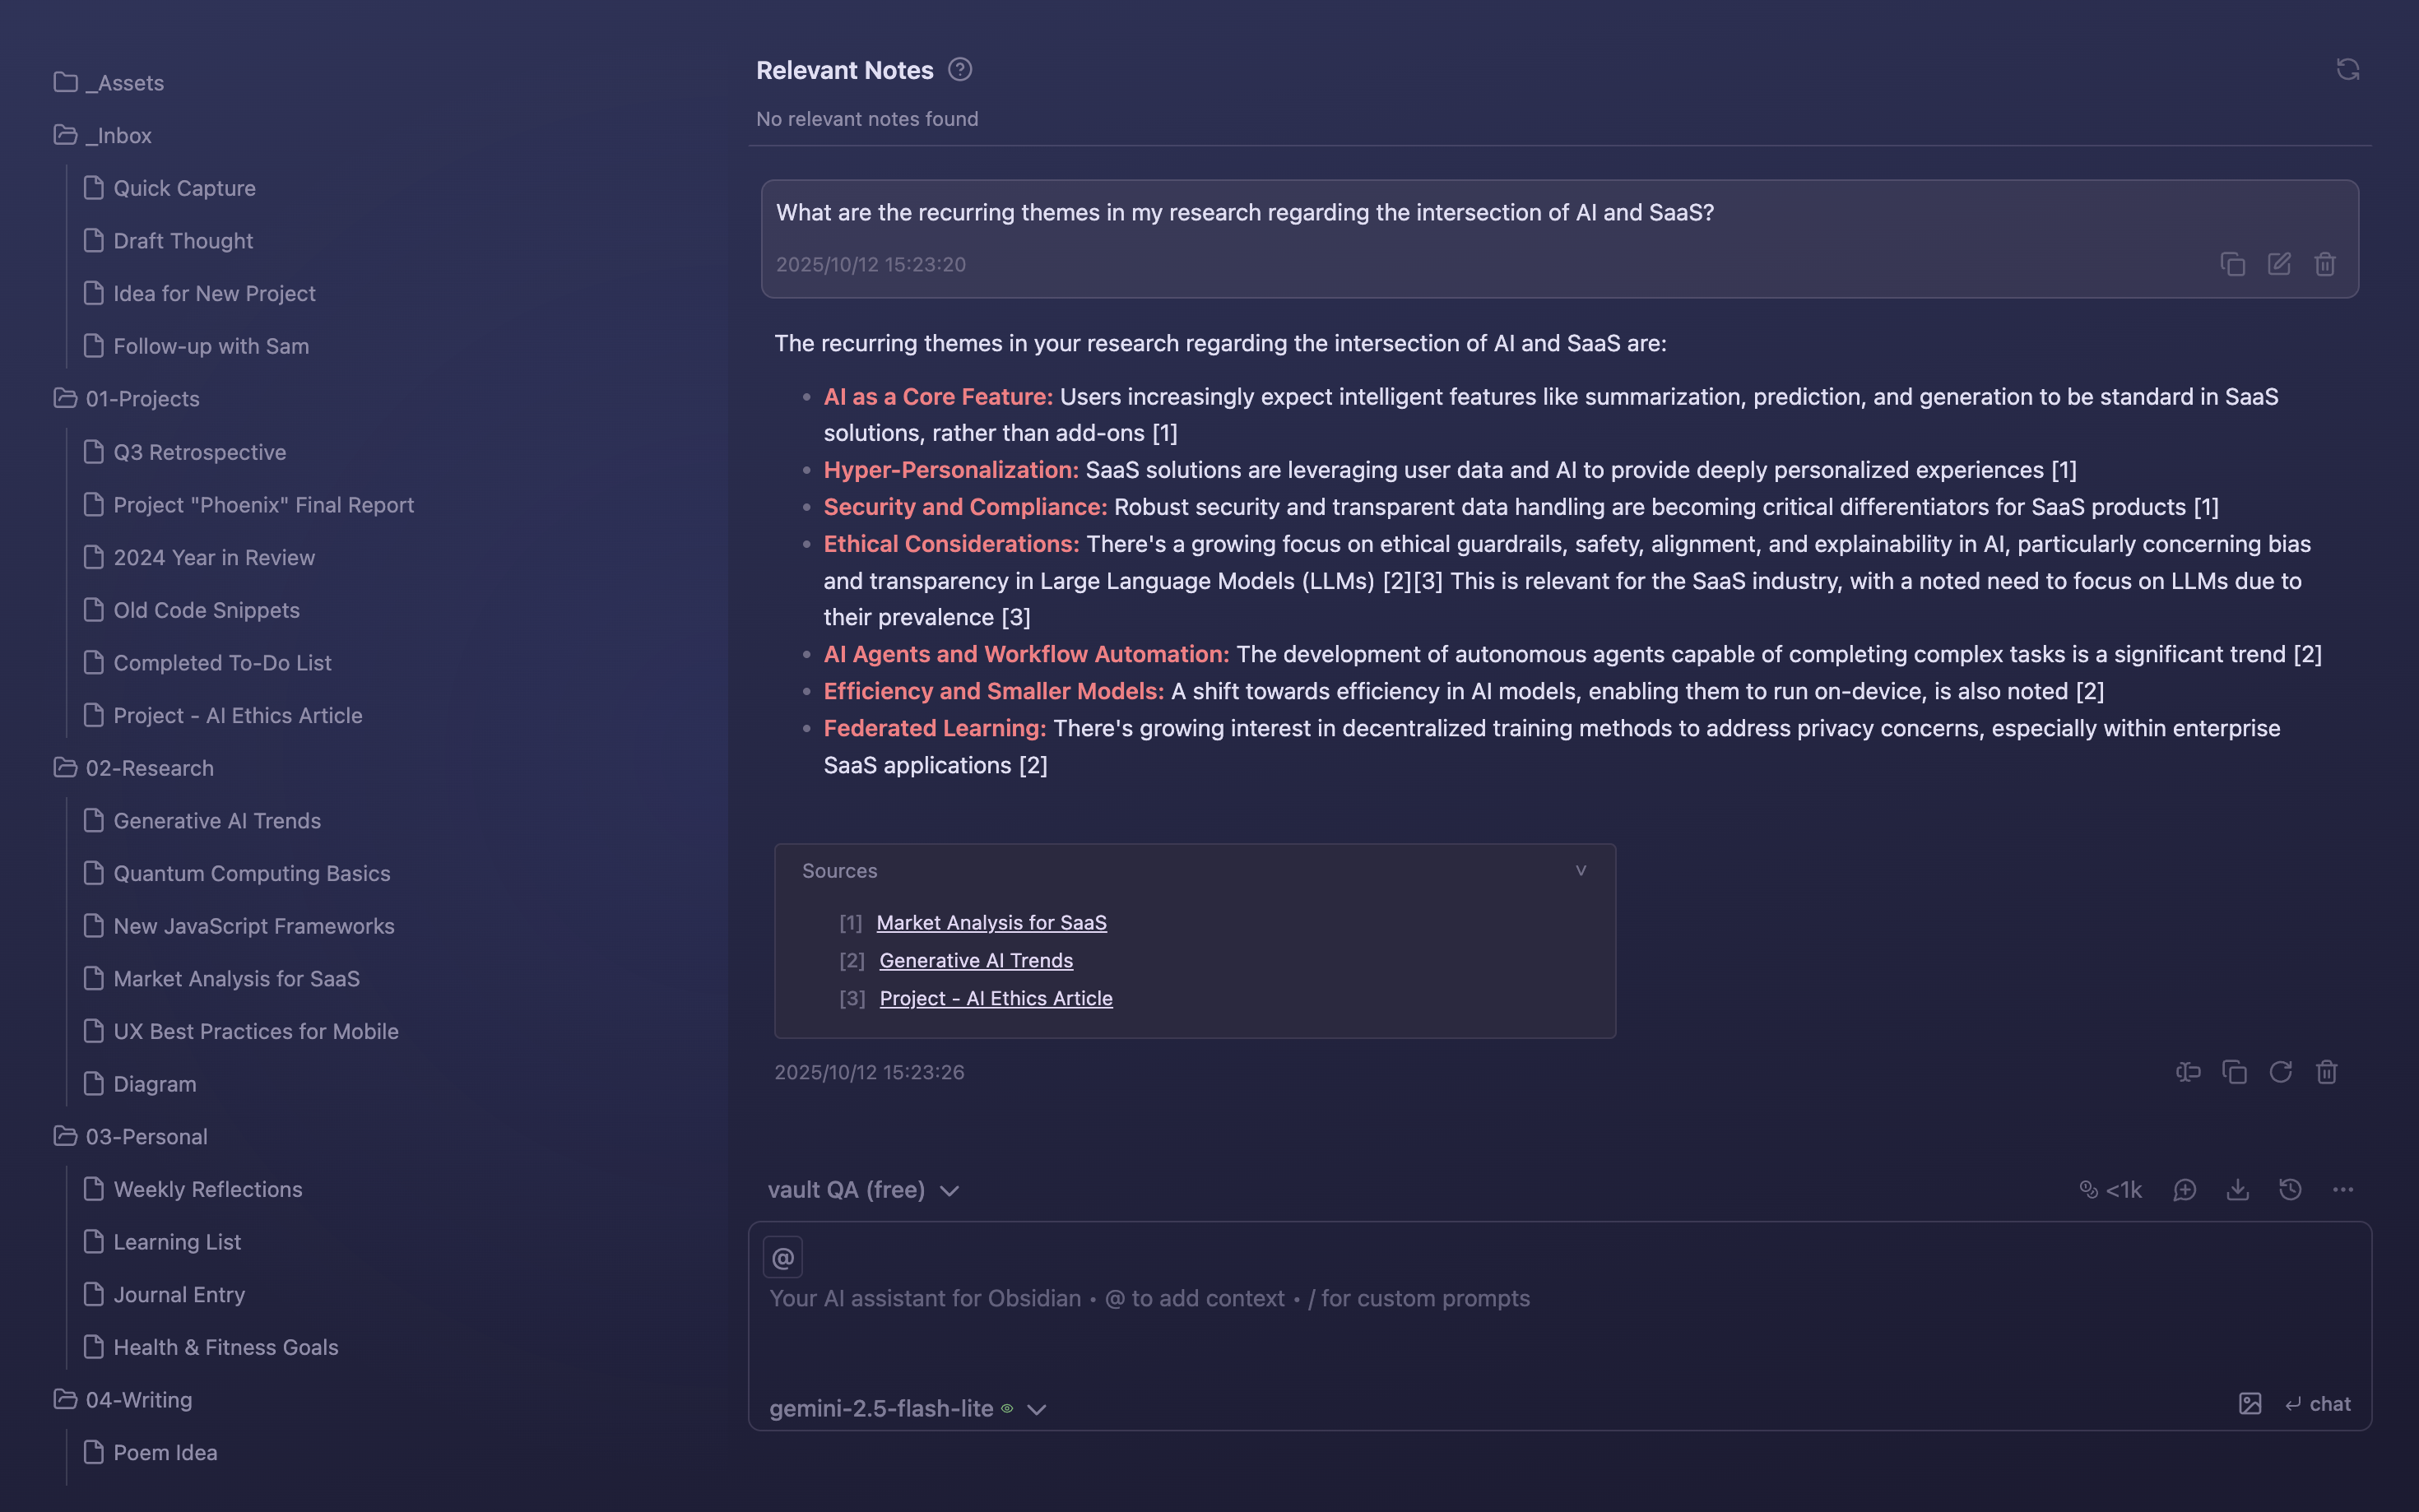 _Assets
_Inbox
Quick Capture
Draft Thought
Idea for New Project
Follow-up with Sam
01-Projects
Q3 Retrospective
Project "Phoenix" Final Report
2024 Year in Review
Old Code Snippets
Completed To-Do List
Project - AI Ethics Article
02-Research
Generative AI Trends
Quantum Computing Basics
New JavaScript Frameworks
Market Analysis for SaaS
UX Best Practices for Mobile
Diagram
03-Personal
Weekly Reflections
Learning List
Journal Entry
Health & Fitness Goals
04-Writing
Poem Idea
Relevant Notes
No relevant notes found
What are the recurring themes in my research regarding the intersection of AI and SaaS?
2025/10/12 15:23:20
The recurring themes in your research regarding the intersection of AI and SaaS are:
• AI as a Core Feature: Users increasingly expect intelligent features like summarization, prediction, and generation to be standard in SaaS
solutions, rather than add-ons [1]
• Hyper-Personalization: SaaS solutions are leveraging user data and AI to provide deeply personalized experiences [1]
• Security and Compliance: Robust security and transparent data handling are becoming critical differentiators for SaaS products [1]
• Ethical Considerations: There's a growing focus on ethical guardrails, safety, alignment, and explainability in AI, particularly concerning bias
and transparency in Large Language Models (LLMs) [2][3] This is relevant for the SaaS industry, with a noted need to focus on LLMs due to
their prevalence [3]
• AI Agents and Workflow Automation: The development of autonomous agents capable of completing complex tasks is a significant trend [2]
• Efficiency and Smaller Models: A shift towards efficiency in AI models, enabling them to run on-device, is also noted [2]
• Federated Learning: There's growing interest in decentralized training methods to address privacy concerns, especially within enterprise
SaaS applications [2]
Sources
[1] Market Analysis for SaaS
[2] Generative AI Trends
[3] Project - AI Ethics Article
2025/10/12 15:23:26
vault QA (free) <1k
@
Your AI assistant for Obsidian • @ to add context • / for custom prompts
gemini-2.5-flash-lite chat